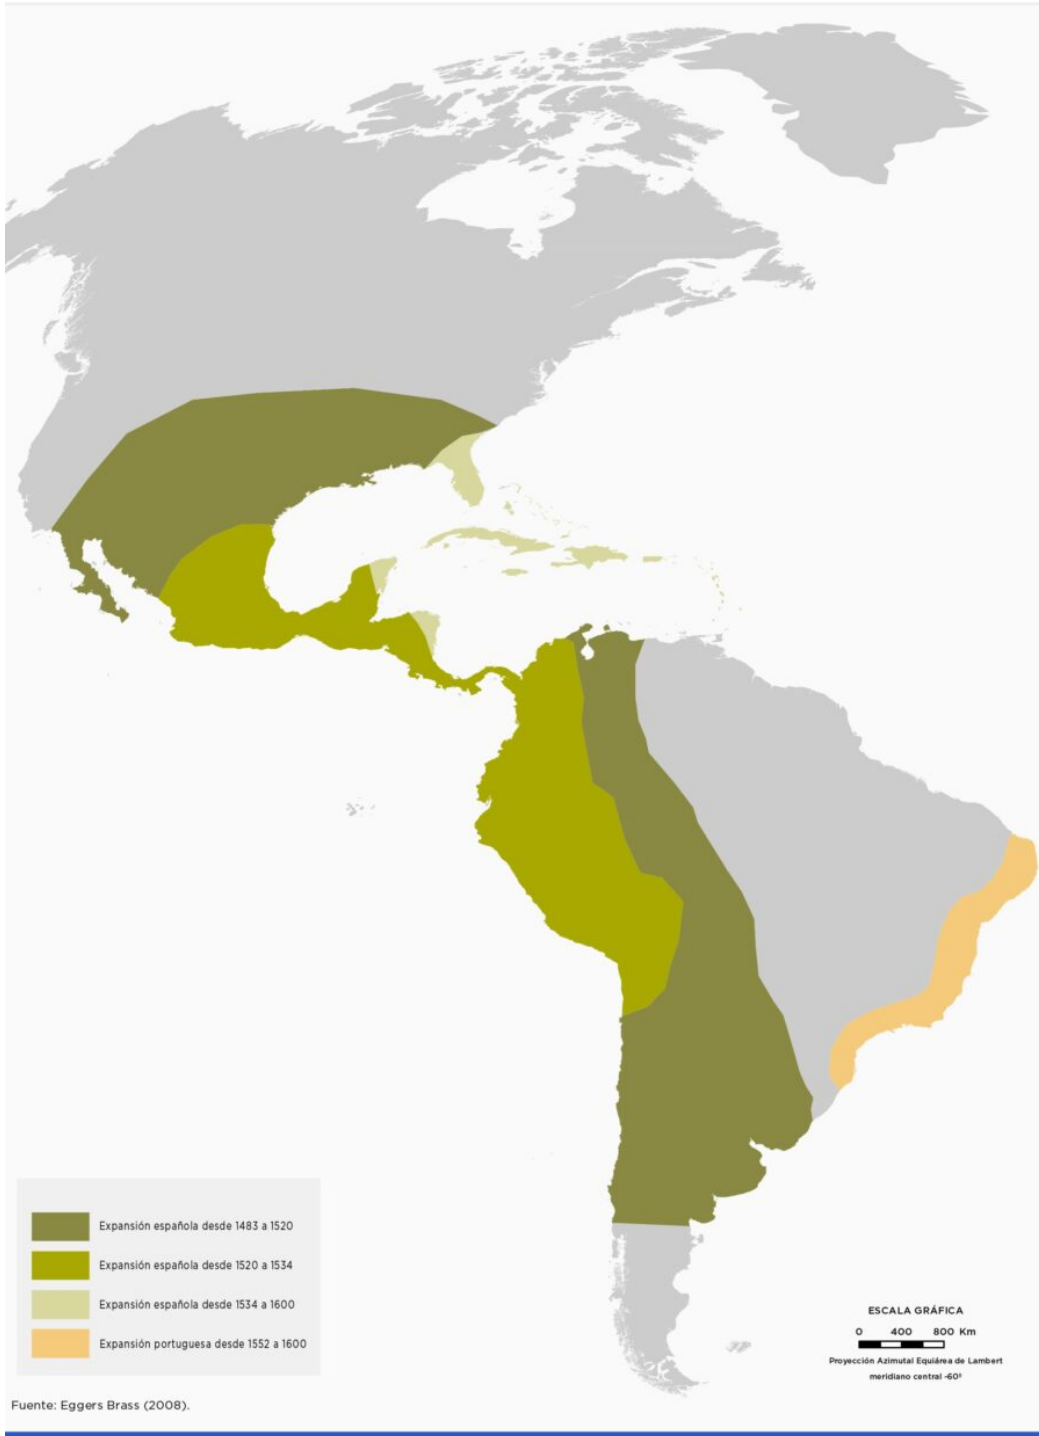 Expansión española desde 1483 a 1520
Expansión española desde 1520 a 1534
Expansión española desde 1534 a 1600
Expansión portuguesa desde 1552 a 1600
ESCALA GRÁFICA
0 400 800 Km
Proyección Azimutal Equiárea de Lambert
meridiano central -60º
Fuente: Eggers Brass (2008).